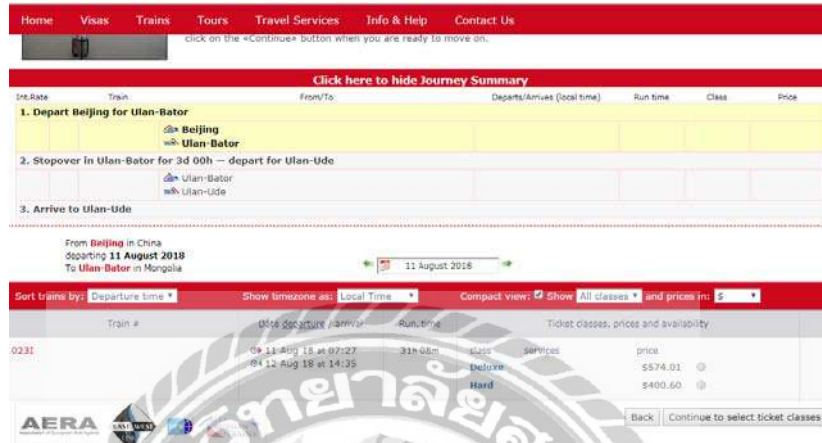 Home Visas Trains Tours Travel Services Info & Help Contact Us
click on the «Continue» button when you are ready to move on.
Click here to hide Journey Summary
Int.Rate Train From/To Departs/Arrives (local time) Run time Class Price
1. Depart Beijing for Ulan-Bator
Beijing
Ulan-Bator
2. Stopover in Ulan-Bator for 3d 00h — depart for Ulan-Ude
Ulan-Bator
Ulan-Ude
3. Arrive to Ulan-Ude
From Beijing in China
departing 11 August 2018
To Ulan-Bator in Mongolia
11 August 2018
Sort trains by: Departure time Show timezone as: Local Time Compact view: Show All classes and prices in: $
Train # Date departure / arrival Run. time Ticket classes, prices and availability
023I 11 Aug 18 at 07:27 31h 08m class services price
12 Aug 18 at 14:35 Deluxe $574.01
Hard $400.60
Back Continue to select ticket classes
AERA EAST WEST